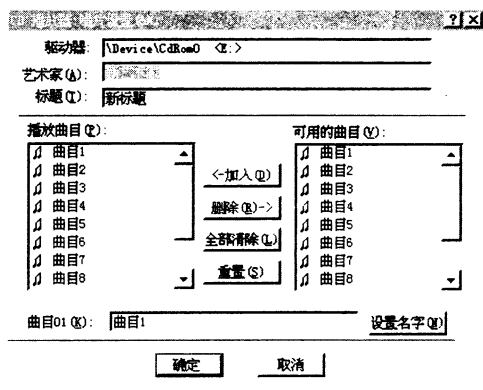 驱动器: \Device\CdRom0 <E:>
艺术家(A):
标题(T): 新标题
播放曲目(P):
可用的曲目(V):
曲目1
曲目2
曲目3
曲目4
曲目5
曲目6
曲目7
曲目8
<-加入(D)
删除(R)->
全部清除(L)
重置(S)
曲目1
曲目2
曲目3
曲目4
曲目5
曲目6
曲目7
曲目8
曲目01(K): 曲目1
设置名字(N)
确定
取消